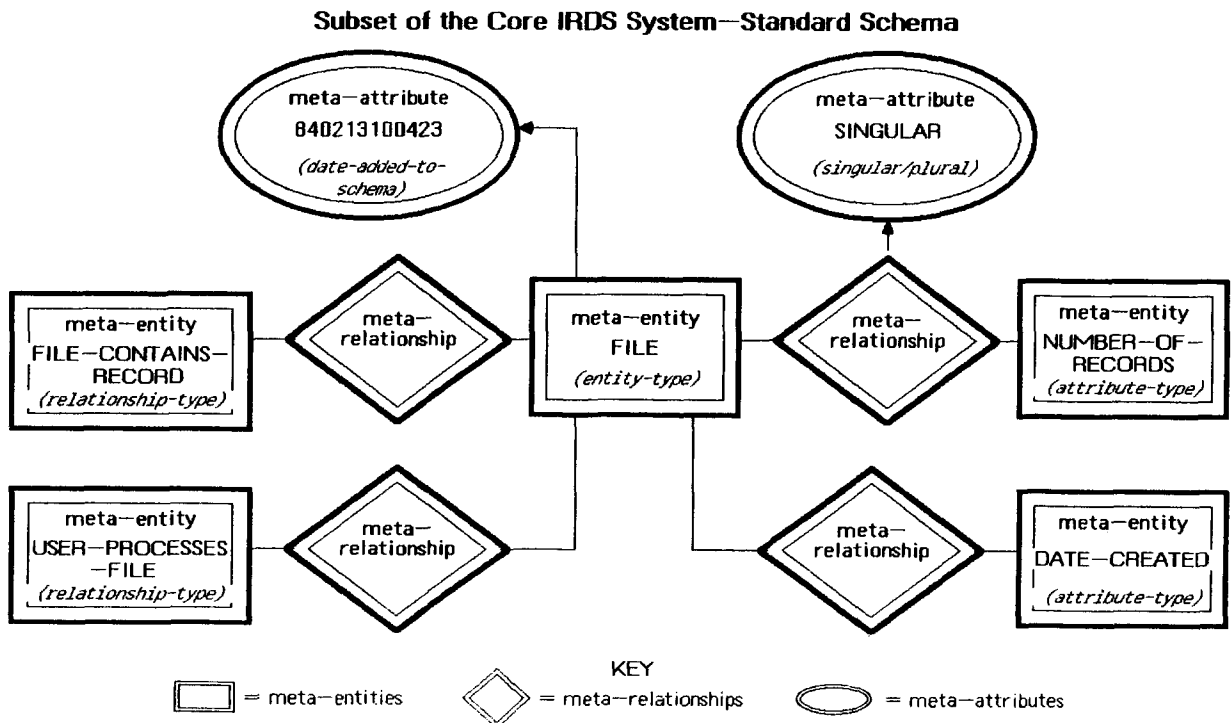 Subset of the Core IRDS System—Standard Schema
meta—attribute
840213100423
(date-added-to-
schema)
meta—attribute
SINGULAR
(singular/plural)
meta—entity
FILE—CONTAINS—
RECORD
(relationship-type)
meta—
relationship
meta—entity
FILE
(entity-type)
meta—
relationship
meta—entity
NUMBER—OF—
RECORDS
(attribute-type)
meta—entity
USER—PROCESSES
—FILE
(relationship-type)
meta—
relationship
meta—
relationship
meta—entity
DATE—CREATED
(attribute-type)
KEY
= meta—entities
= meta—relationships
= meta—attributes